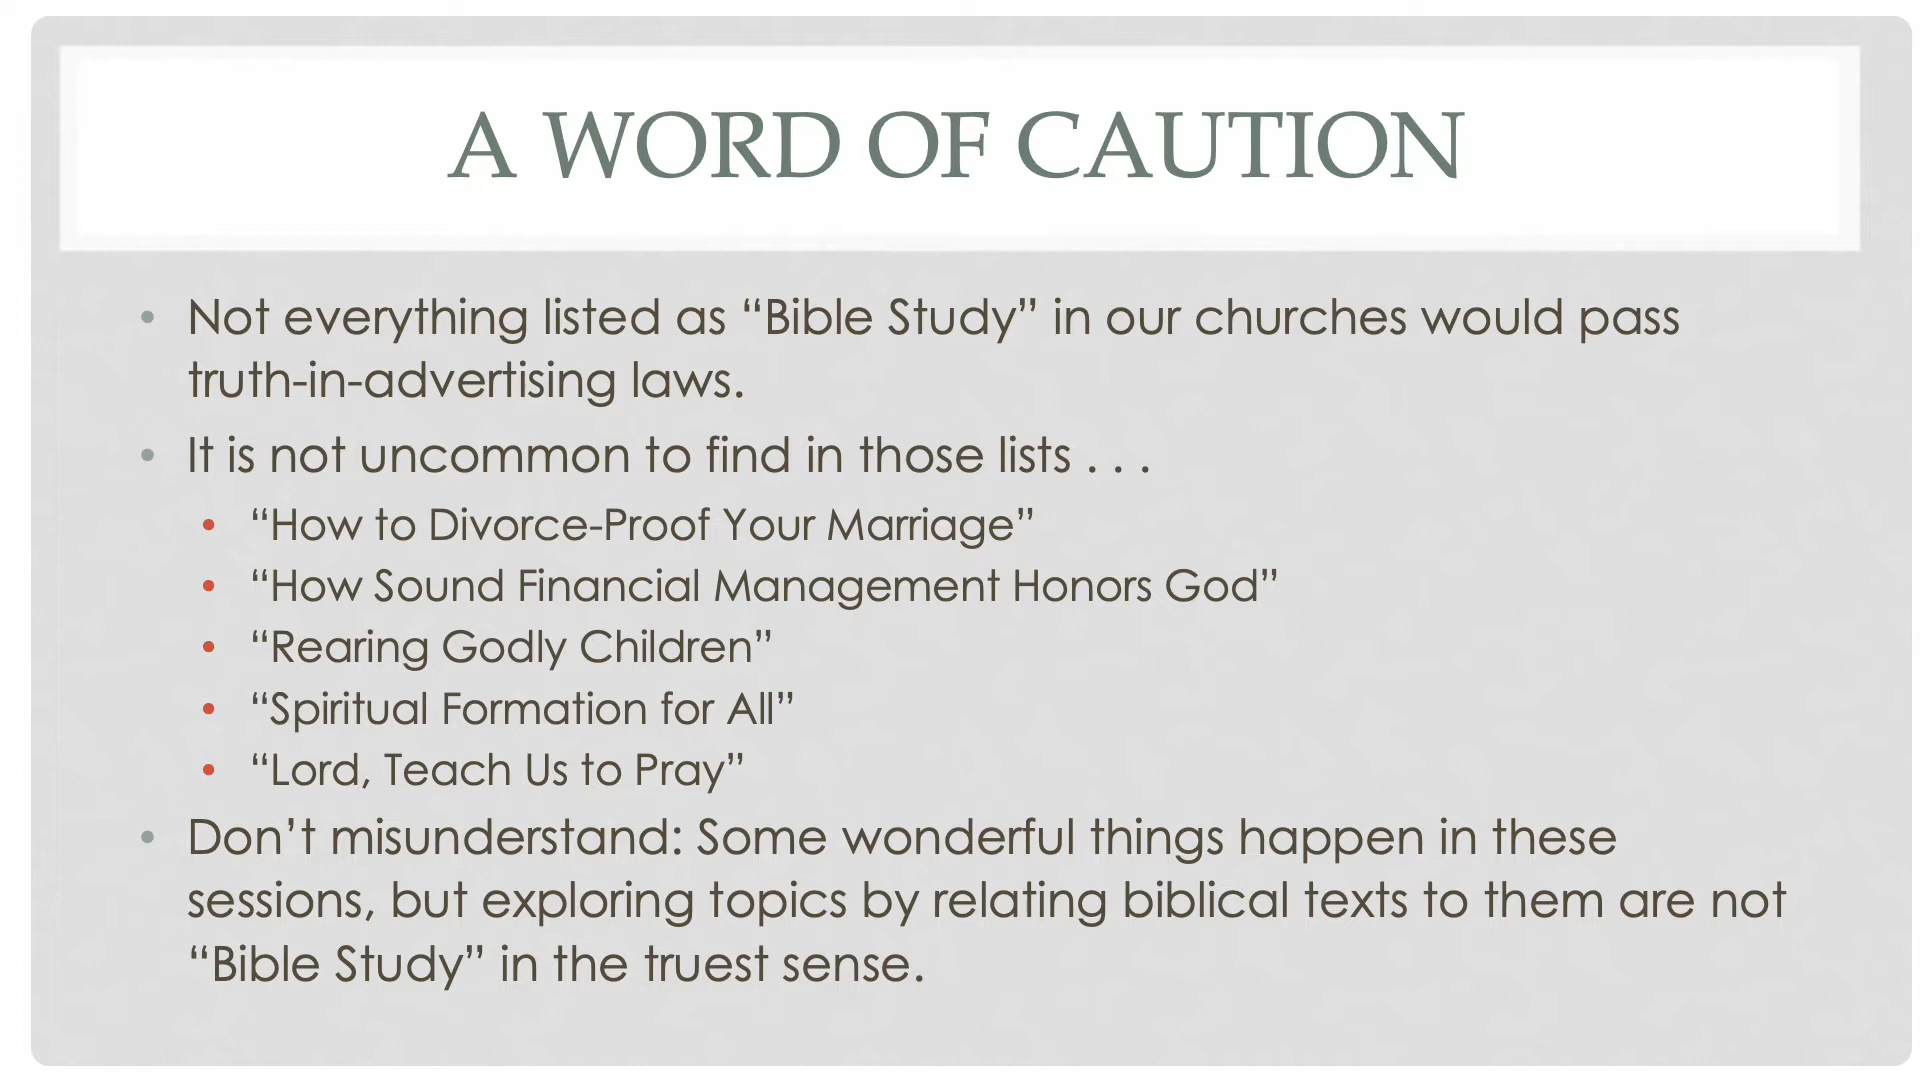 A WORD OF CAUTION
• Not everything listed as “Bible Study” in our churches would pass
truth-in-advertising laws.
• It is not uncommon to find in those lists . . .
• “How to Divorce-Proof Your Marriage”
• “How Sound Financial Management Honors God”
• “Rearing Godly Children”
• “Spiritual Formation for All”
• “Lord, Teach Us to Pray”
• Don’t misunderstand: Some wonderful things happen in these
sessions, but exploring topics by relating biblical texts to them are not
“Bible Study” in the truest sense.